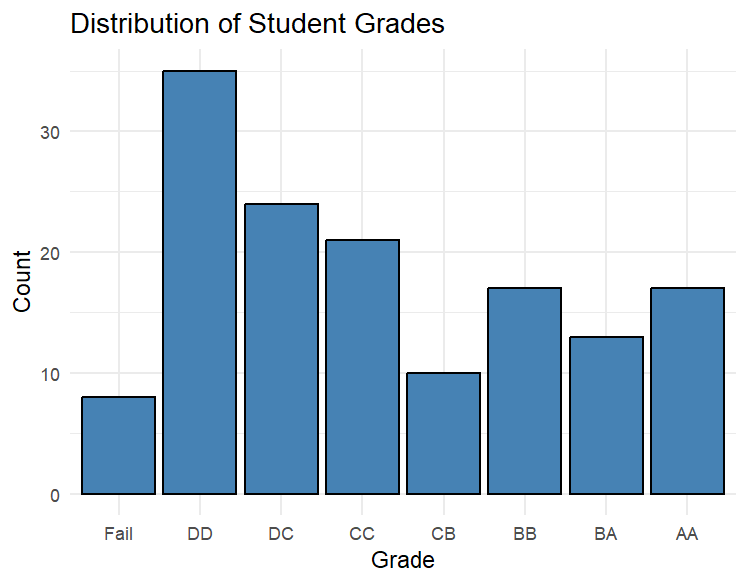 Distribution of Student Grades
30
20
10
0
Count
Fail DD DC CC CB BB BA AA
Grade